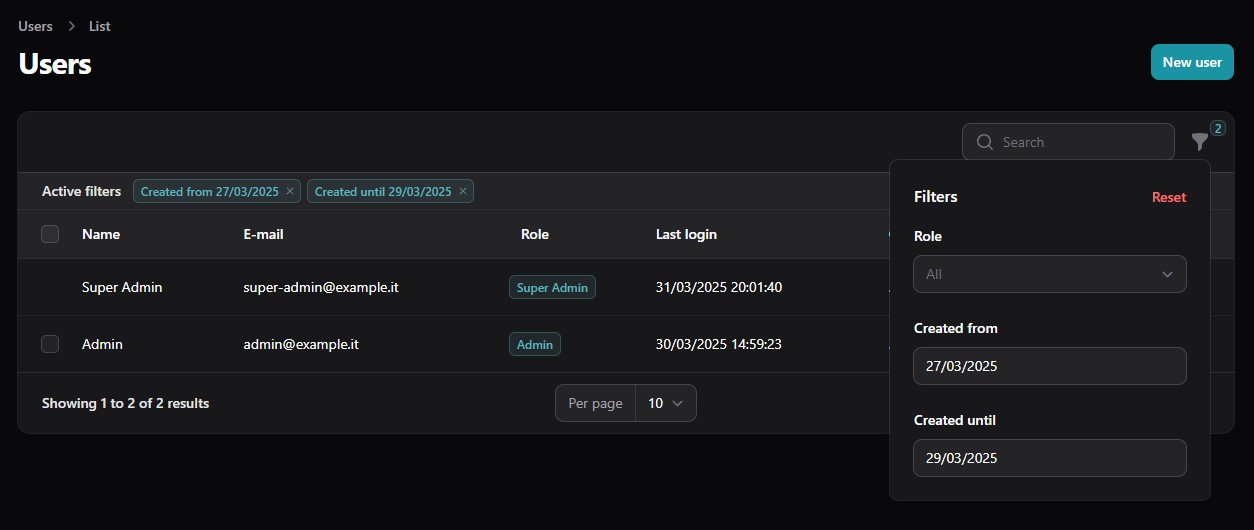 Users > List
Users
New user
Search
2
Active filters Created from 27/03/2025 × Created until 29/03/2025 ×
Name E-mail Role Last login
Super Admin super-admin@example.it Super Admin 31/03/2025 20:01:40
Admin admin@example.it Admin 30/03/2025 14:59:23
Showing 1 to 2 of 2 results Per page 10
Filters Reset
Role
All
Created from
27/03/2025
Created until
29/03/2025